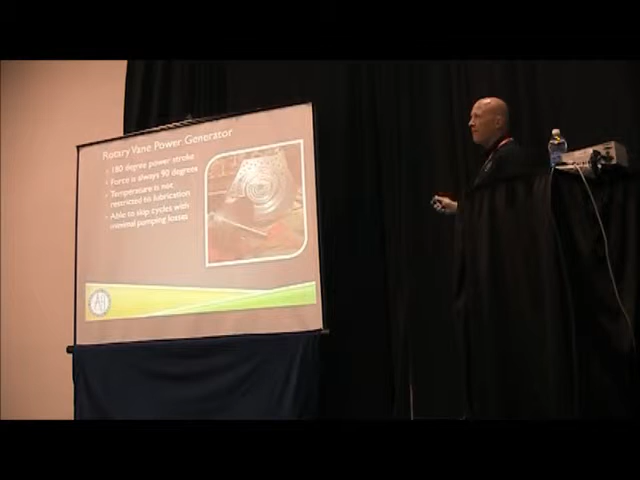 Rotary Vane Power Generator
180 degree power stroke
Force is always 90 degrees
Temperature is not
restricted to lubrication
Able to skip cycles with
minimal pumping losses